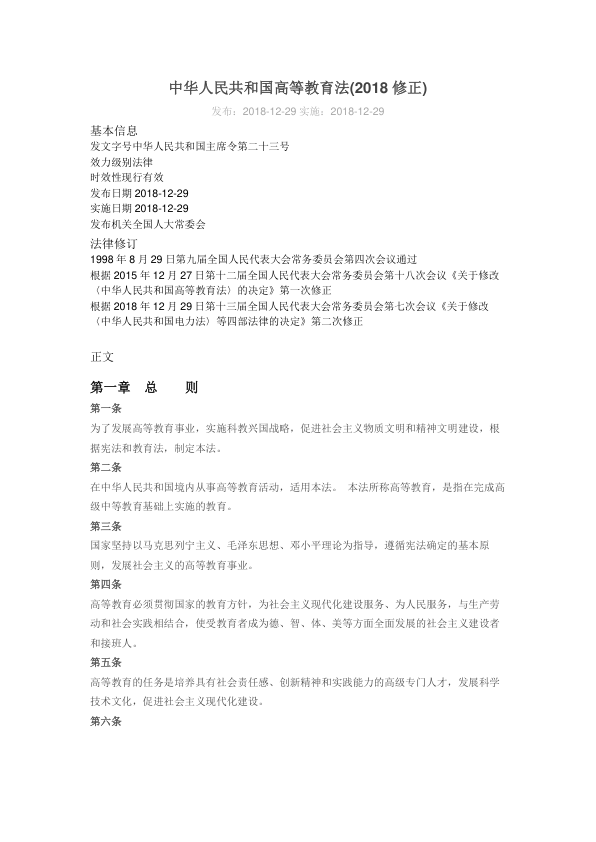 中华人民共和国高等教育法(2018 修正)
发布：2018-12-29 实施：2018-12-29
基本信息
发文字号中华人民共和国主席令第二十三号
效力级别法律
时效性现行有效
发布日期 2018-12-29
实施日期 2018-12-29
发布机关全国人大常委会
法律修订
1998 年 8 月 29 日第九届全国人民代表大会常务委员会第四次会议通过
根据 2015 年 12 月 27 日第十二届全国人民代表大会常务委员会第十八次会议《关于修改
〈中华人民共和国高等教育法〉的决定》第一次修正
根据 2018 年 12 月 29 日第十三届全国人民代表大会常务委员会第七次会议《关于修改
〈中华人民共和国电力法〉等四部法律的决定》第二次修正
正文
第一章 总 则
第一条
为了发展高等教育事业，实施科教兴国战略，促进社会主义物质文明和精神文明建设，根
据宪法和教育法，制定本法。
第二条
在中华人民共和国境内从事高等教育活动，适用本法。 本法所称高等教育，是指在完成高
级中等教育基础上实施的教育。
第三条
国家坚持以马克思列宁主义、毛泽东思想、邓小平理论为指导，遵循宪法确定的基本原
则，发展社会主义的高等教育事业。
第四条
高等教育必须贯彻国家的教育方针，为社会主义现代化建设服务、为人民服务，与生产劳
动和社会实践相结合，使受教育者成为德、智、体、美等方面全面发展的社会主义建设者
和接班人。
第五条
高等教育的任务是培养具有社会责任感、创新精神和实践能力的高级专门人才，发展科学
技术文化，促进社会主义现代化建设。
第六条